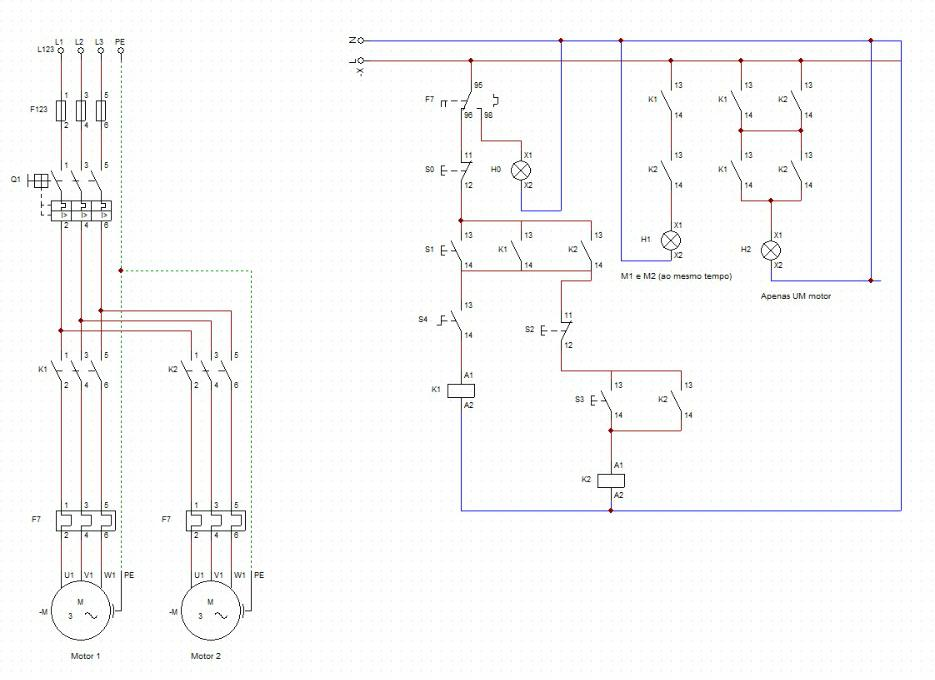 L1 L2 L3 PE
L123
F123
1 3 5
2 4 6
Q1
1 3 5
I> I> I>
2 4 6
K1
1 3 5
2 4 6
K2
1 3 5
2 4 6
F7
1 3 5
2 4 6
F7
1 3 5
2 4 6
U1 V1 W1 PE
-M
M
3
Motor 1
U1 V1 W1 PE
-M
M
3
Motor 2
N
L
-X
F7
95
96 98
S0
11
12
H0
X1
X2
S1
13
14
K1
13
14
K2
13
14
S4
13
14
K1
A1
A2
S2
11
12
S3
13
14
K2
13
14
K2
A1
A2
K1
13
14
K2
13
14
H1
X1
X2
M1 e M2 (ao mesmo tempo)
K1
13
14
K2
13
14
K1
13
14
K2
13
14
H2
X1
X2
Apenas UM motor